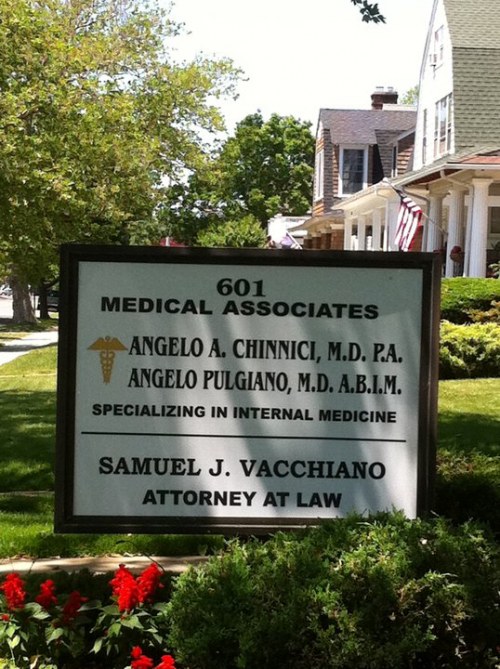 601
MEDICAL ASSOCIATES
ANGELO A. CHINNICI, M.D. P.A.
ANGELO PULGIANO, M.D. A.B.I.M.
SPECIALIZING IN INTERNAL MEDICINE
SAMUEL J. VACCHIANO
ATTORNEY AT LAW